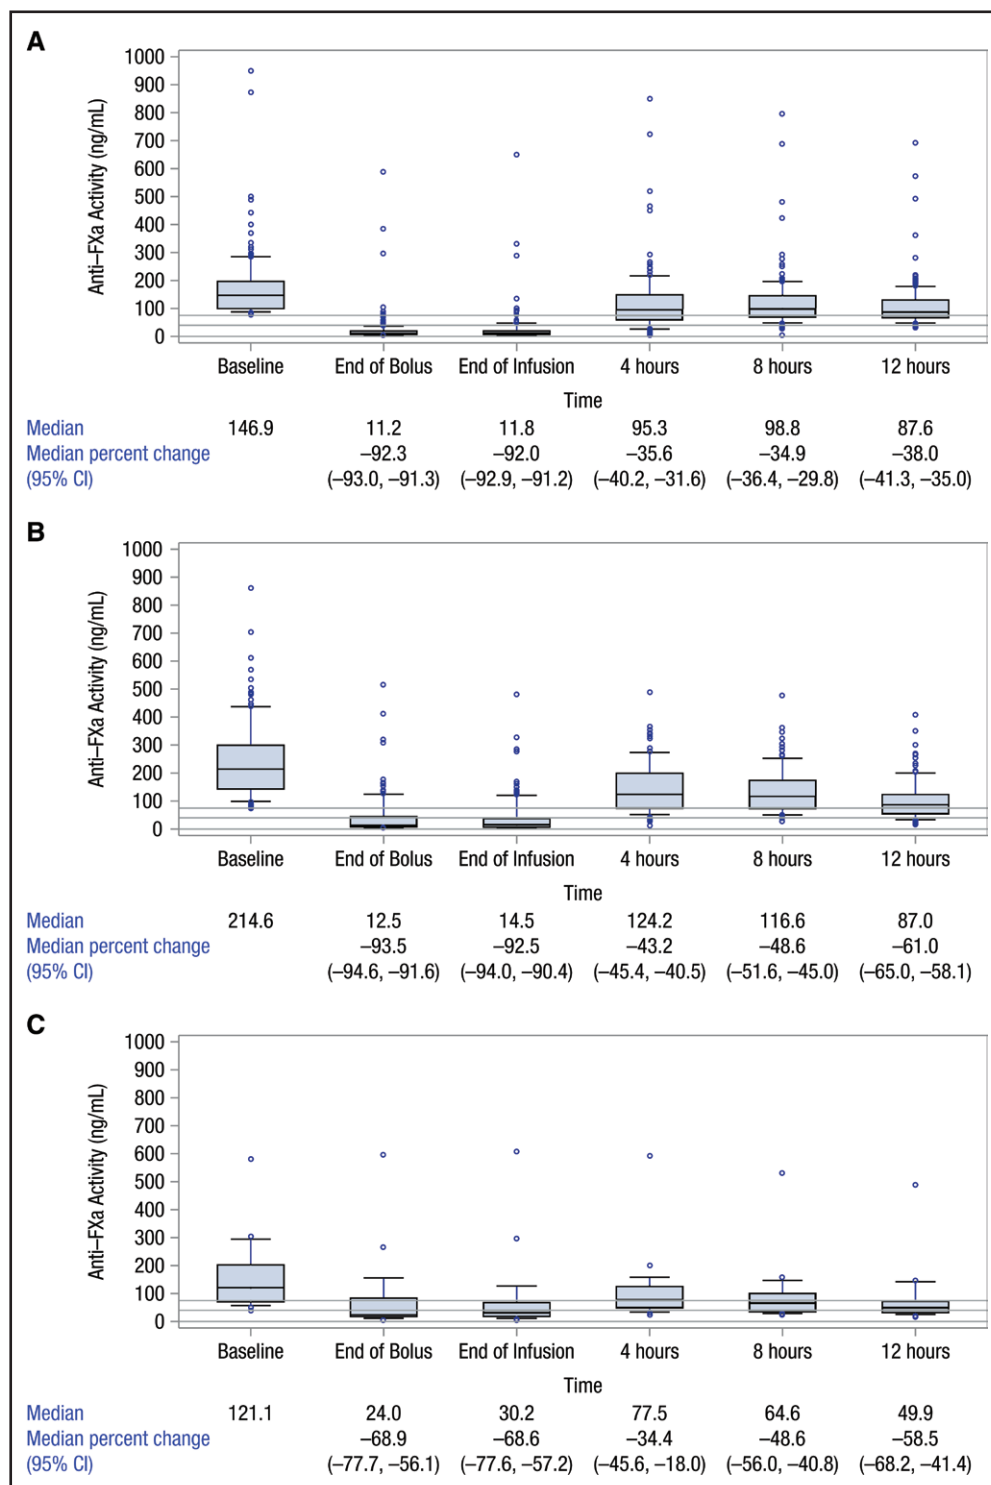 A
Anti–FXa Activity (ng/mL)
1000
900
800
700
600
500
400
300
200
100
0
Baseline End of Bolus End of Infusion 4 hours 8 hours 12 hours
Time
Median 146.9 11.2 11.8 95.3 98.8 87.6
Median percent change –92.3 –92.0 –35.6 –34.9 –38.0
(95% CI) (–93.0, –91.3) (–92.9, –91.2) (–40.2, –31.6) (–36.4, –29.8) (–41.3, –35.0)
B
Anti–FXa Activity (ng/mL)
1000
900
800
700
600
500
400
300
200
100
0
Baseline End of Bolus End of Infusion 4 hours 8 hours 12 hours
Time
Median 214.6 12.5 14.5 124.2 116.6 87.0
Median percent change –93.5 –92.5 –43.2 –48.6 –61.0
(95% CI) (–94.6, –91.6) (–94.0, –90.4) (–45.4, –40.5) (–51.6, –45.0) (–65.0, –58.1)
C
Anti–FXa Activity (ng/mL)
1000
900
800
700
600
500
400
300
200
100
0
Baseline End of Bolus End of Infusion 4 hours 8 hours 12 hours
Time
Median 121.1 24.0 30.2 77.5 64.6 49.9
Median percent change –68.9 –68.6 –34.4 –48.6 –58.5
(95% CI) (–77.7, –56.1) (–77.6, –57.2) (–45.6, –18.0) (–56.0, –40.8) (–68.2, –41.4)